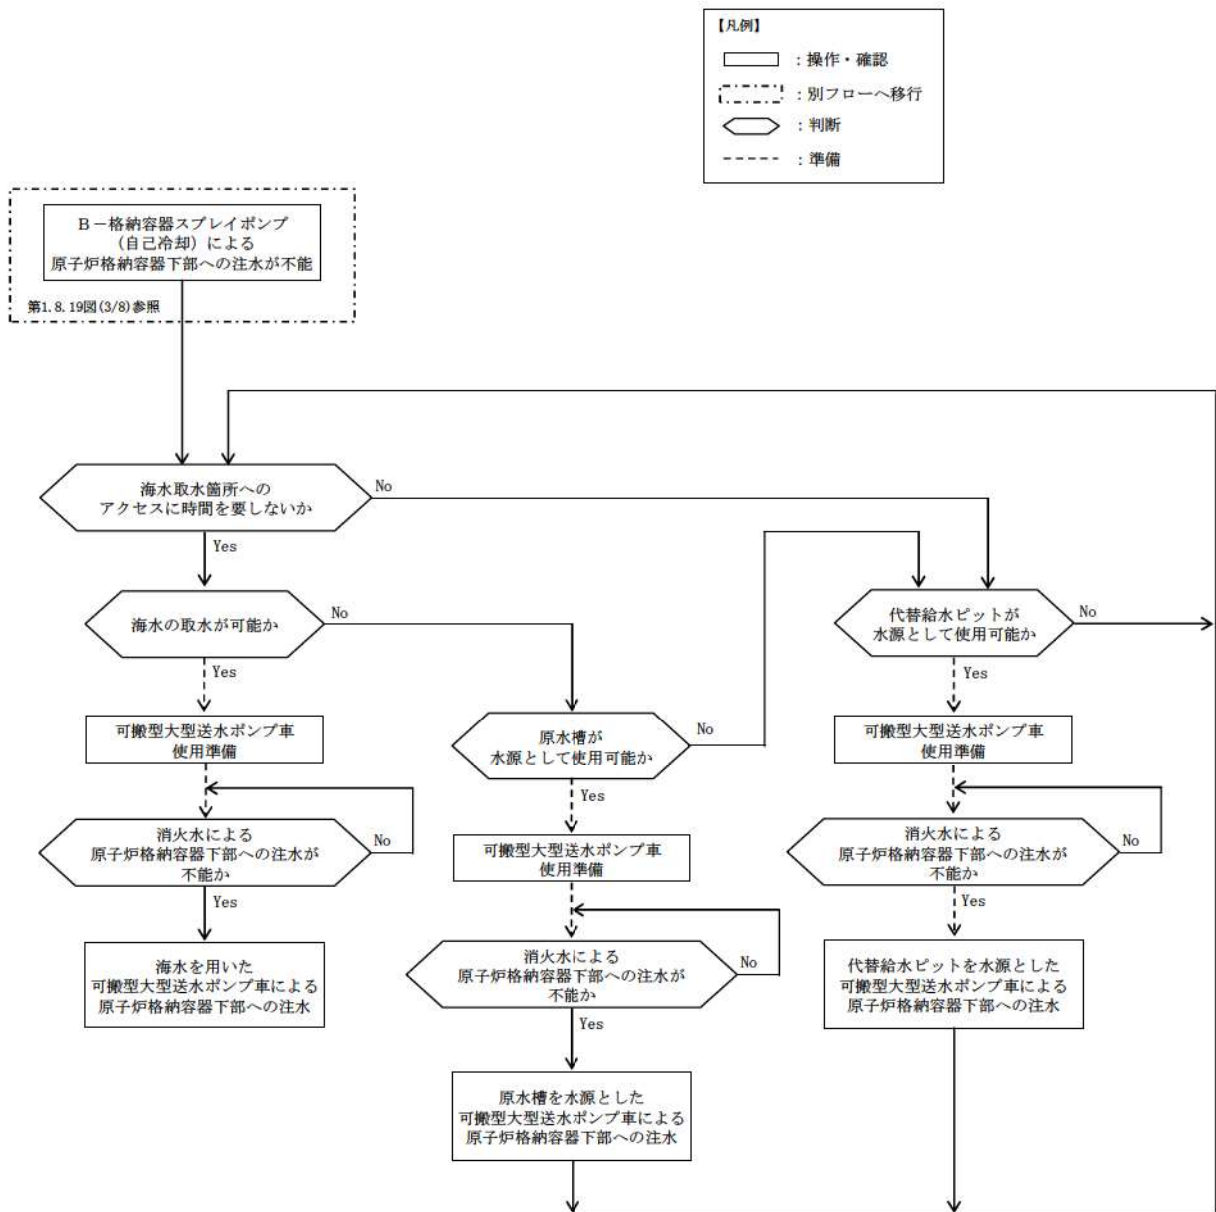 【凡例】
：操作・確認
：別フローへ移行
：判断
：準備
B－格納容器スプレイポンプ
（自己冷却）による
原子炉格納容器下部への注水が不能
第1.8.19図(3/8)参照
海水取水箇所への
アクセスに時間を要しないか
No
Yes
海水の取水が可能か
No
Yes
可搬型大型送水ポンプ車
使用準備
消火水による
原子炉格納容器下部への注水が
不能か
No
Yes
海水を用いた
可搬型大型送水ポンプ車による
原子炉格納容器下部への注水
原水槽が
水源として使用可能か
No
Yes
可搬型大型送水ポンプ車
使用準備
消火水による
原子炉格納容器下部への注水が
不能か
No
Yes
原水槽を水源とした
可搬型大型送水ポンプ車による
原子炉格納容器下部への注水
代替給水ピットが
水源として使用可能か
No
Yes
可搬型大型送水ポンプ車
使用準備
消火水による
原子炉格納容器下部への注水が
不能か
No
Yes
代替給水ピットを水源とした
可搬型大型送水ポンプ車による
原子炉格納容器下部への注水